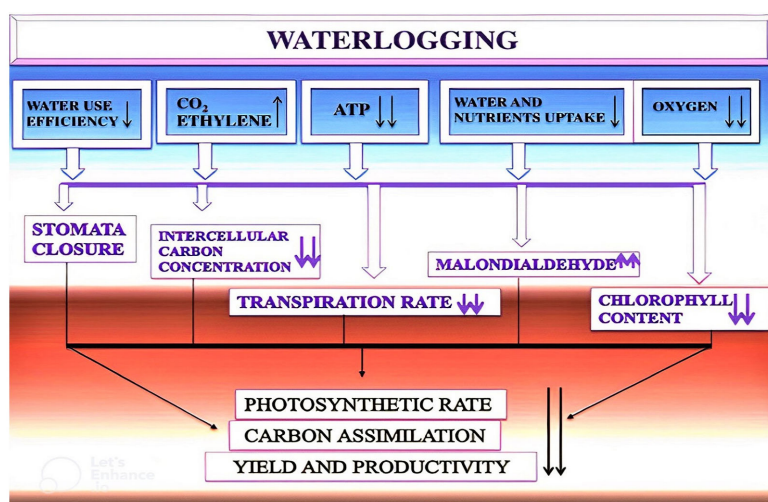 WATERLOGGING
WATER USE
EFFICIENCY
CO2
ETHYLENE
ATP
WATER AND
NUTRIENTS UPTAKE
OXYGEN
STOMATA
CLOSURE
INTERCELLULAR
CARBON
CONCENTRATION
MALONDIALDEHYDE
TRANSPIRATION RATE
CHLOROPHYLL
CONTENT
PHOTOSYNTHETIC RATE
CARBON ASSIMILATION
YIELD AND PRODUCTIVITY
Let's
Enhance